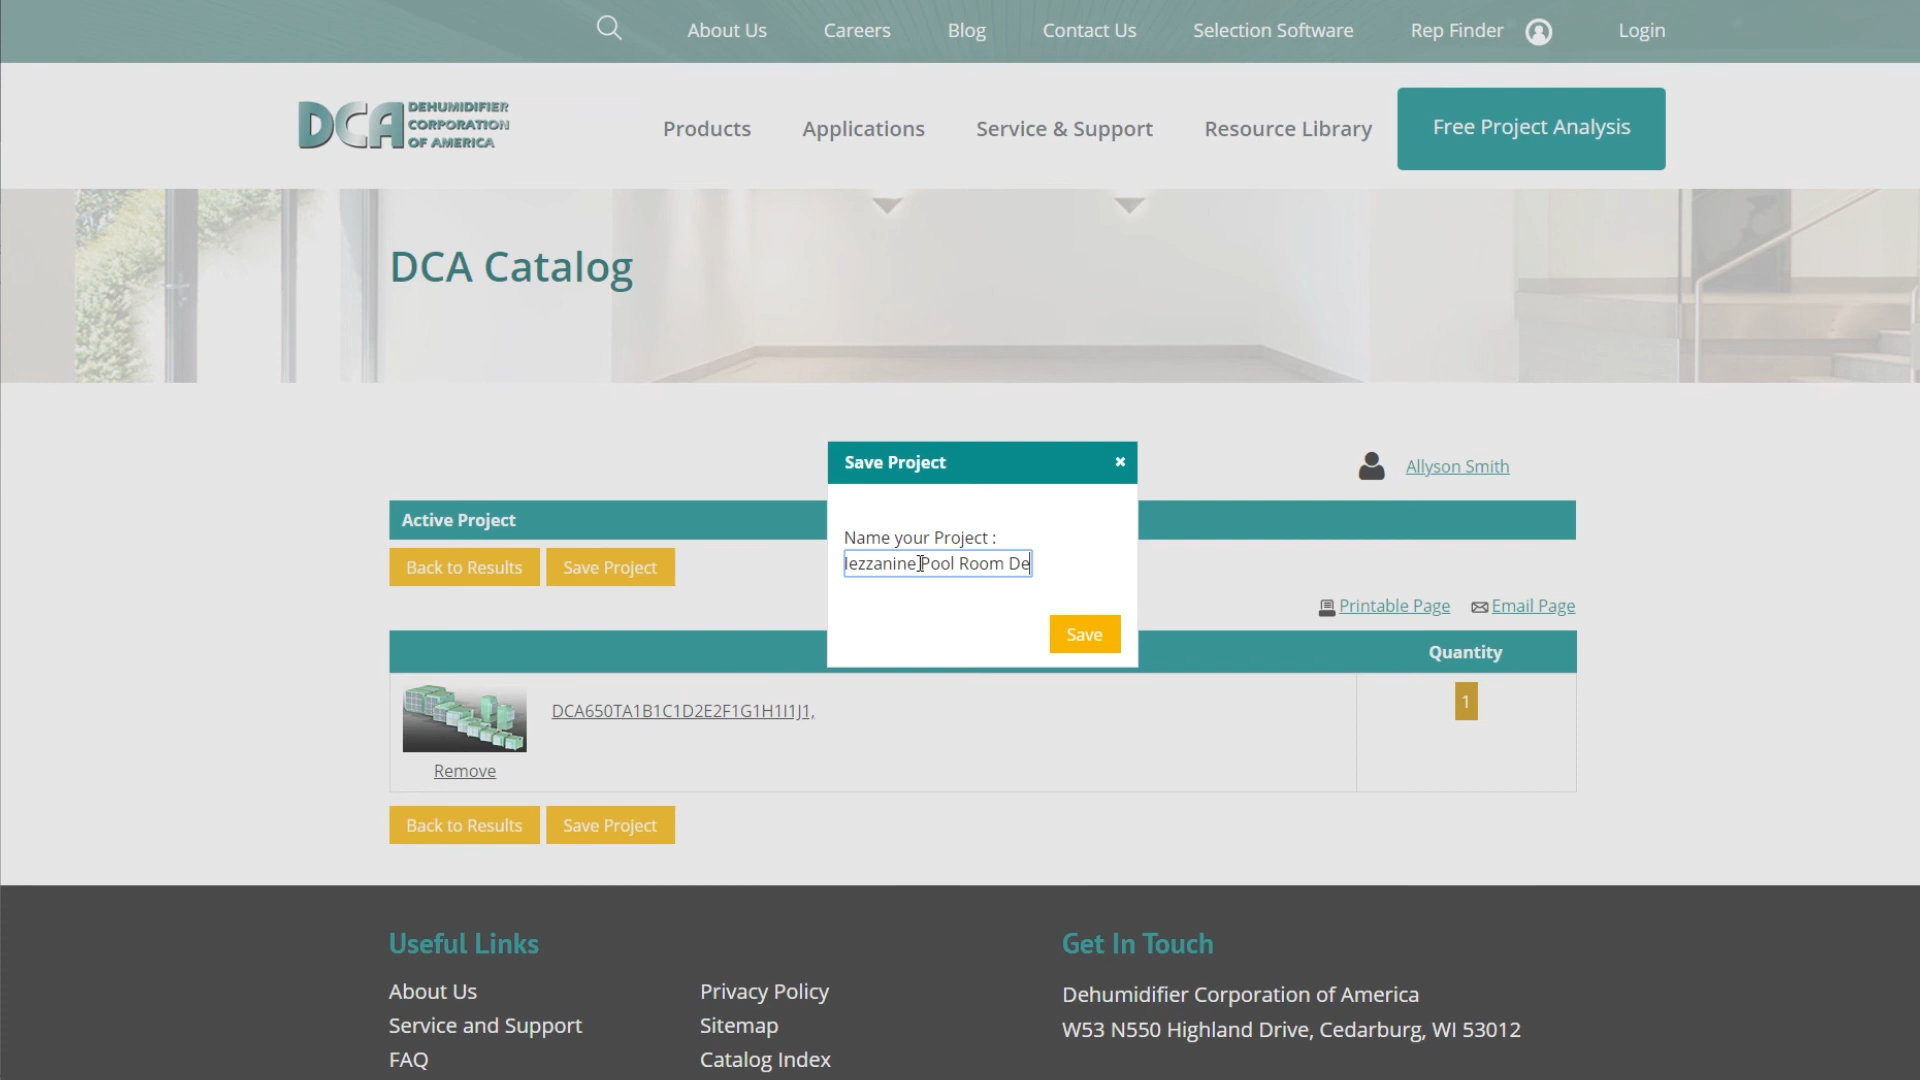 About Us Careers Blog Contact Us Selection Software Rep Finder Login
DCA DEHUMIDIFIER
CORPORATION
OF AMERICA
Products Applications Service & Support Resource Library Free Project Analysis
DCA Catalog
Allyson Smith
Save Project ×
Name your Project :
lezzanine Pool Room De
Save
Active Project
Back to Results Save Project
Printable Page Email Page
Quantity
DCA650TA1B1C1D2E2F1G1H1I1J1, 1
Remove
Back to Results Save Project
Useful Links
About Us Privacy Policy
Service and Support Sitemap
FAQ Catalog Index
Get In Touch
Dehumidifier Corporation of America
W53 N550 Highland Drive, Cedarburg, WI 53012